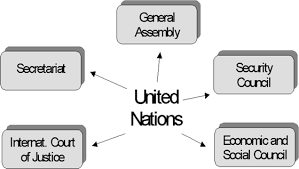 General
Assembly
Secretariat
Security
Council
United
Nations
Internat. Court
of Justice
Economic and
Social Council